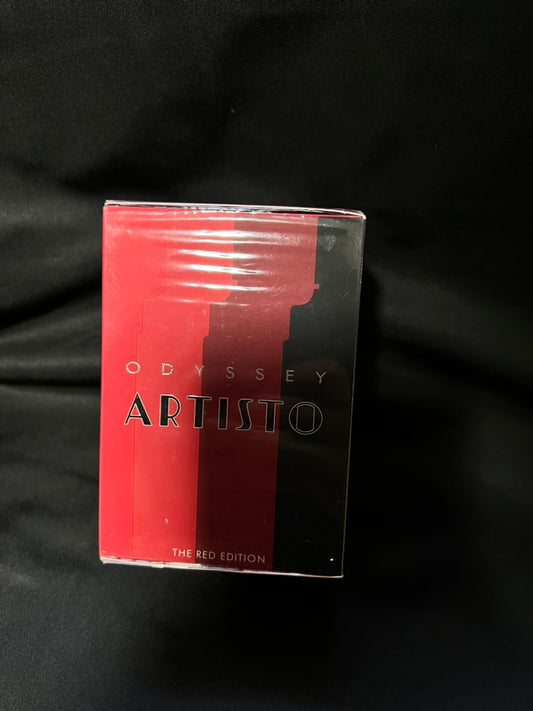 ODYSSEY
ARTISTO
THE RED EDITION